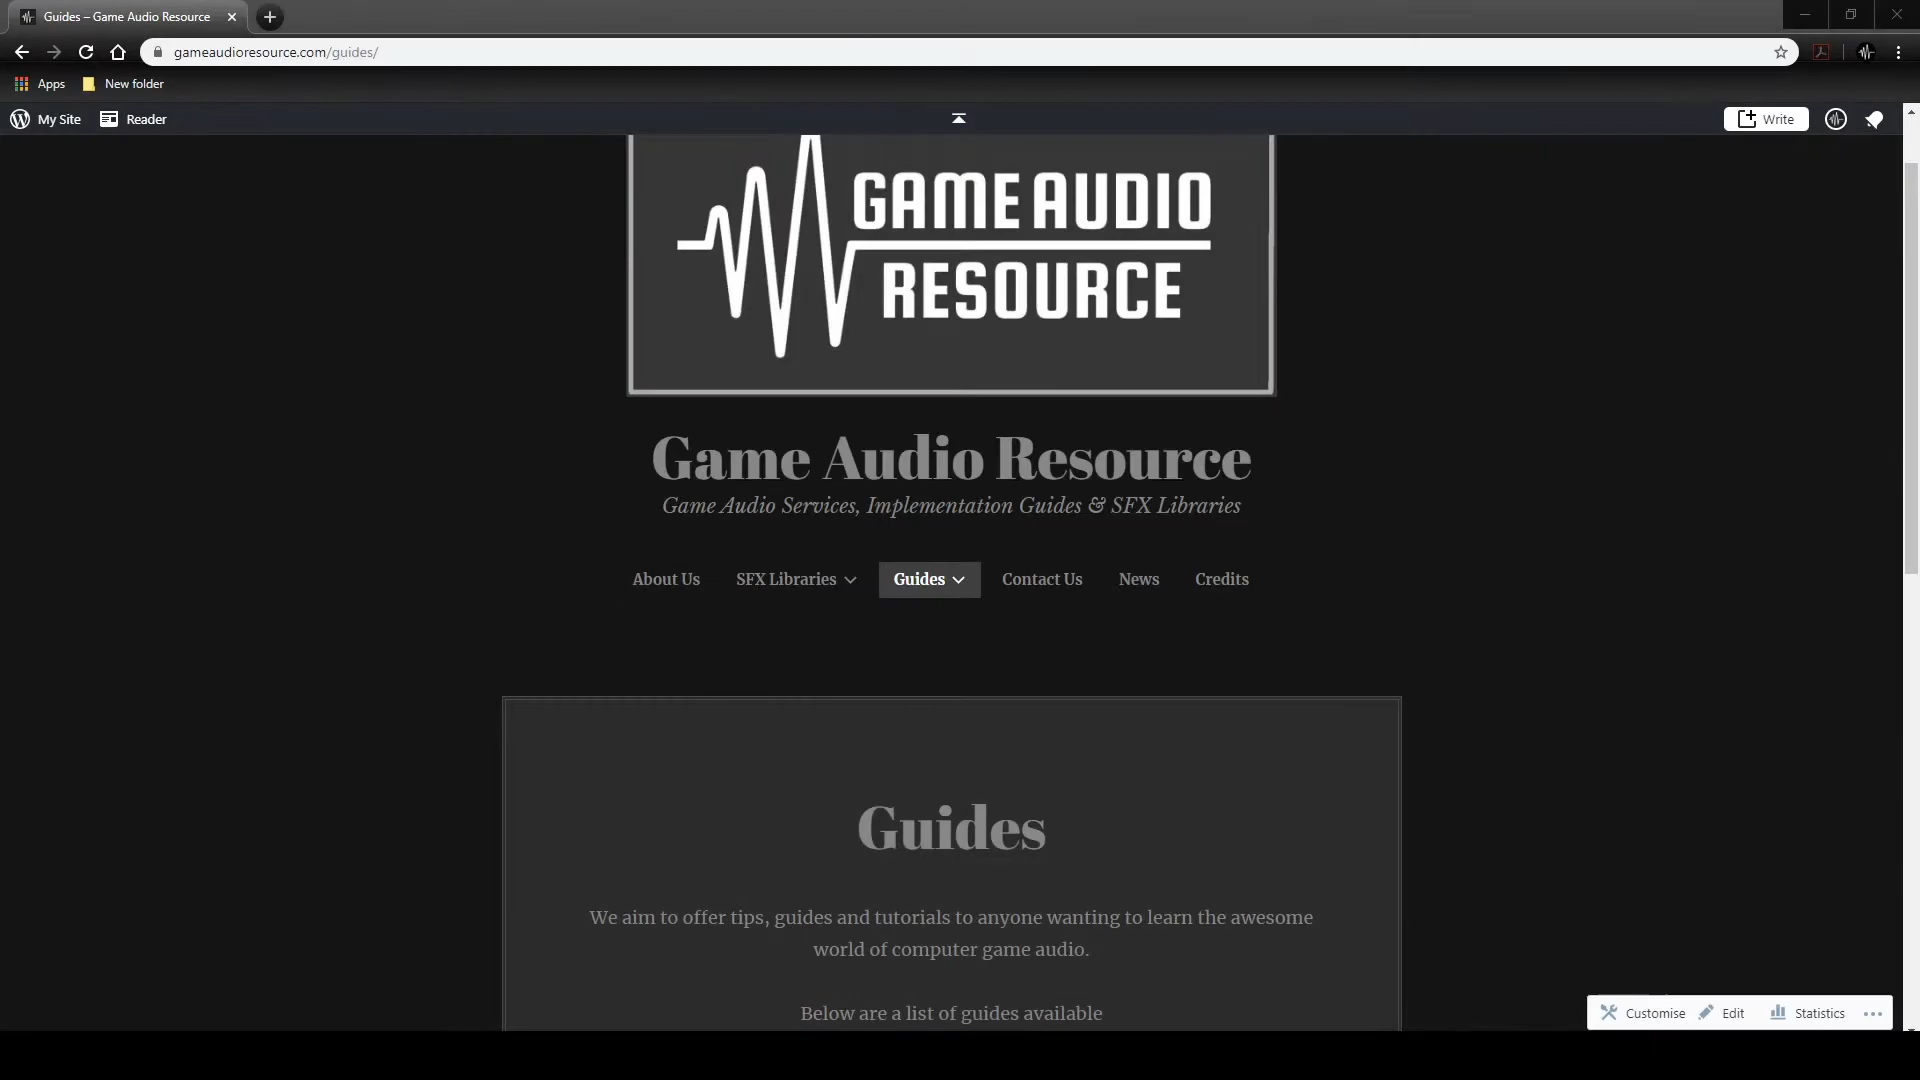 Guides – Game Audio Resource
gameaudioresource.com/guides/
Apps
New folder
My Site
Reader
Write
GAME AUDIO
RESOURCE
Game Audio Resource
Game Audio Services, Implementation Guides & SFX Libraries
About Us
SFX Libraries
Guides
Contact Us
News
Credits
Guides
We aim to offer tips, guides and tutorials to anyone wanting to learn the awesome
world of computer game audio.
Below are a list of guides available
Customise
Edit
Statistics